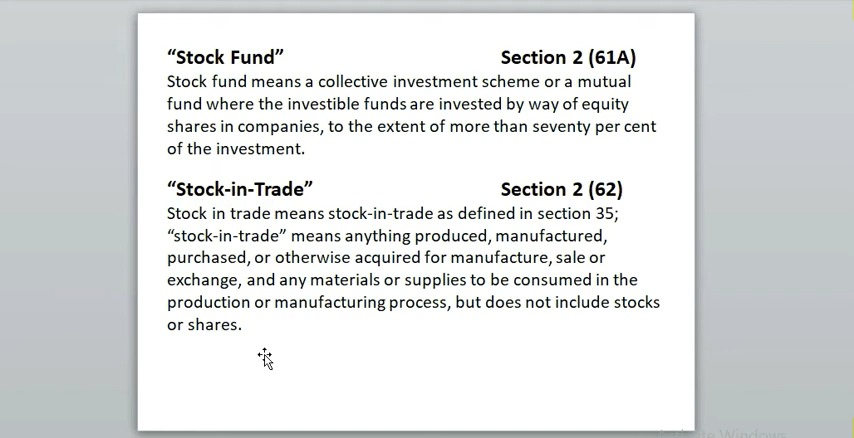 “Stock Fund” Section 2 (61A)
Stock fund means a collective investment scheme or a mutual
fund where the investible funds are invested by way of equity
shares in companies, to the extent of more than seventy per cent
of the investment.
“Stock-in-Trade” Section 2 (62)
Stock in trade means stock-in-trade as defined in section 35;
“stock-in-trade” means anything produced, manufactured,
purchased, or otherwise acquired for manufacture, sale or
exchange, and any materials or supplies to be consumed in the
production or manufacturing process, but does not include stocks
or shares.
Windows